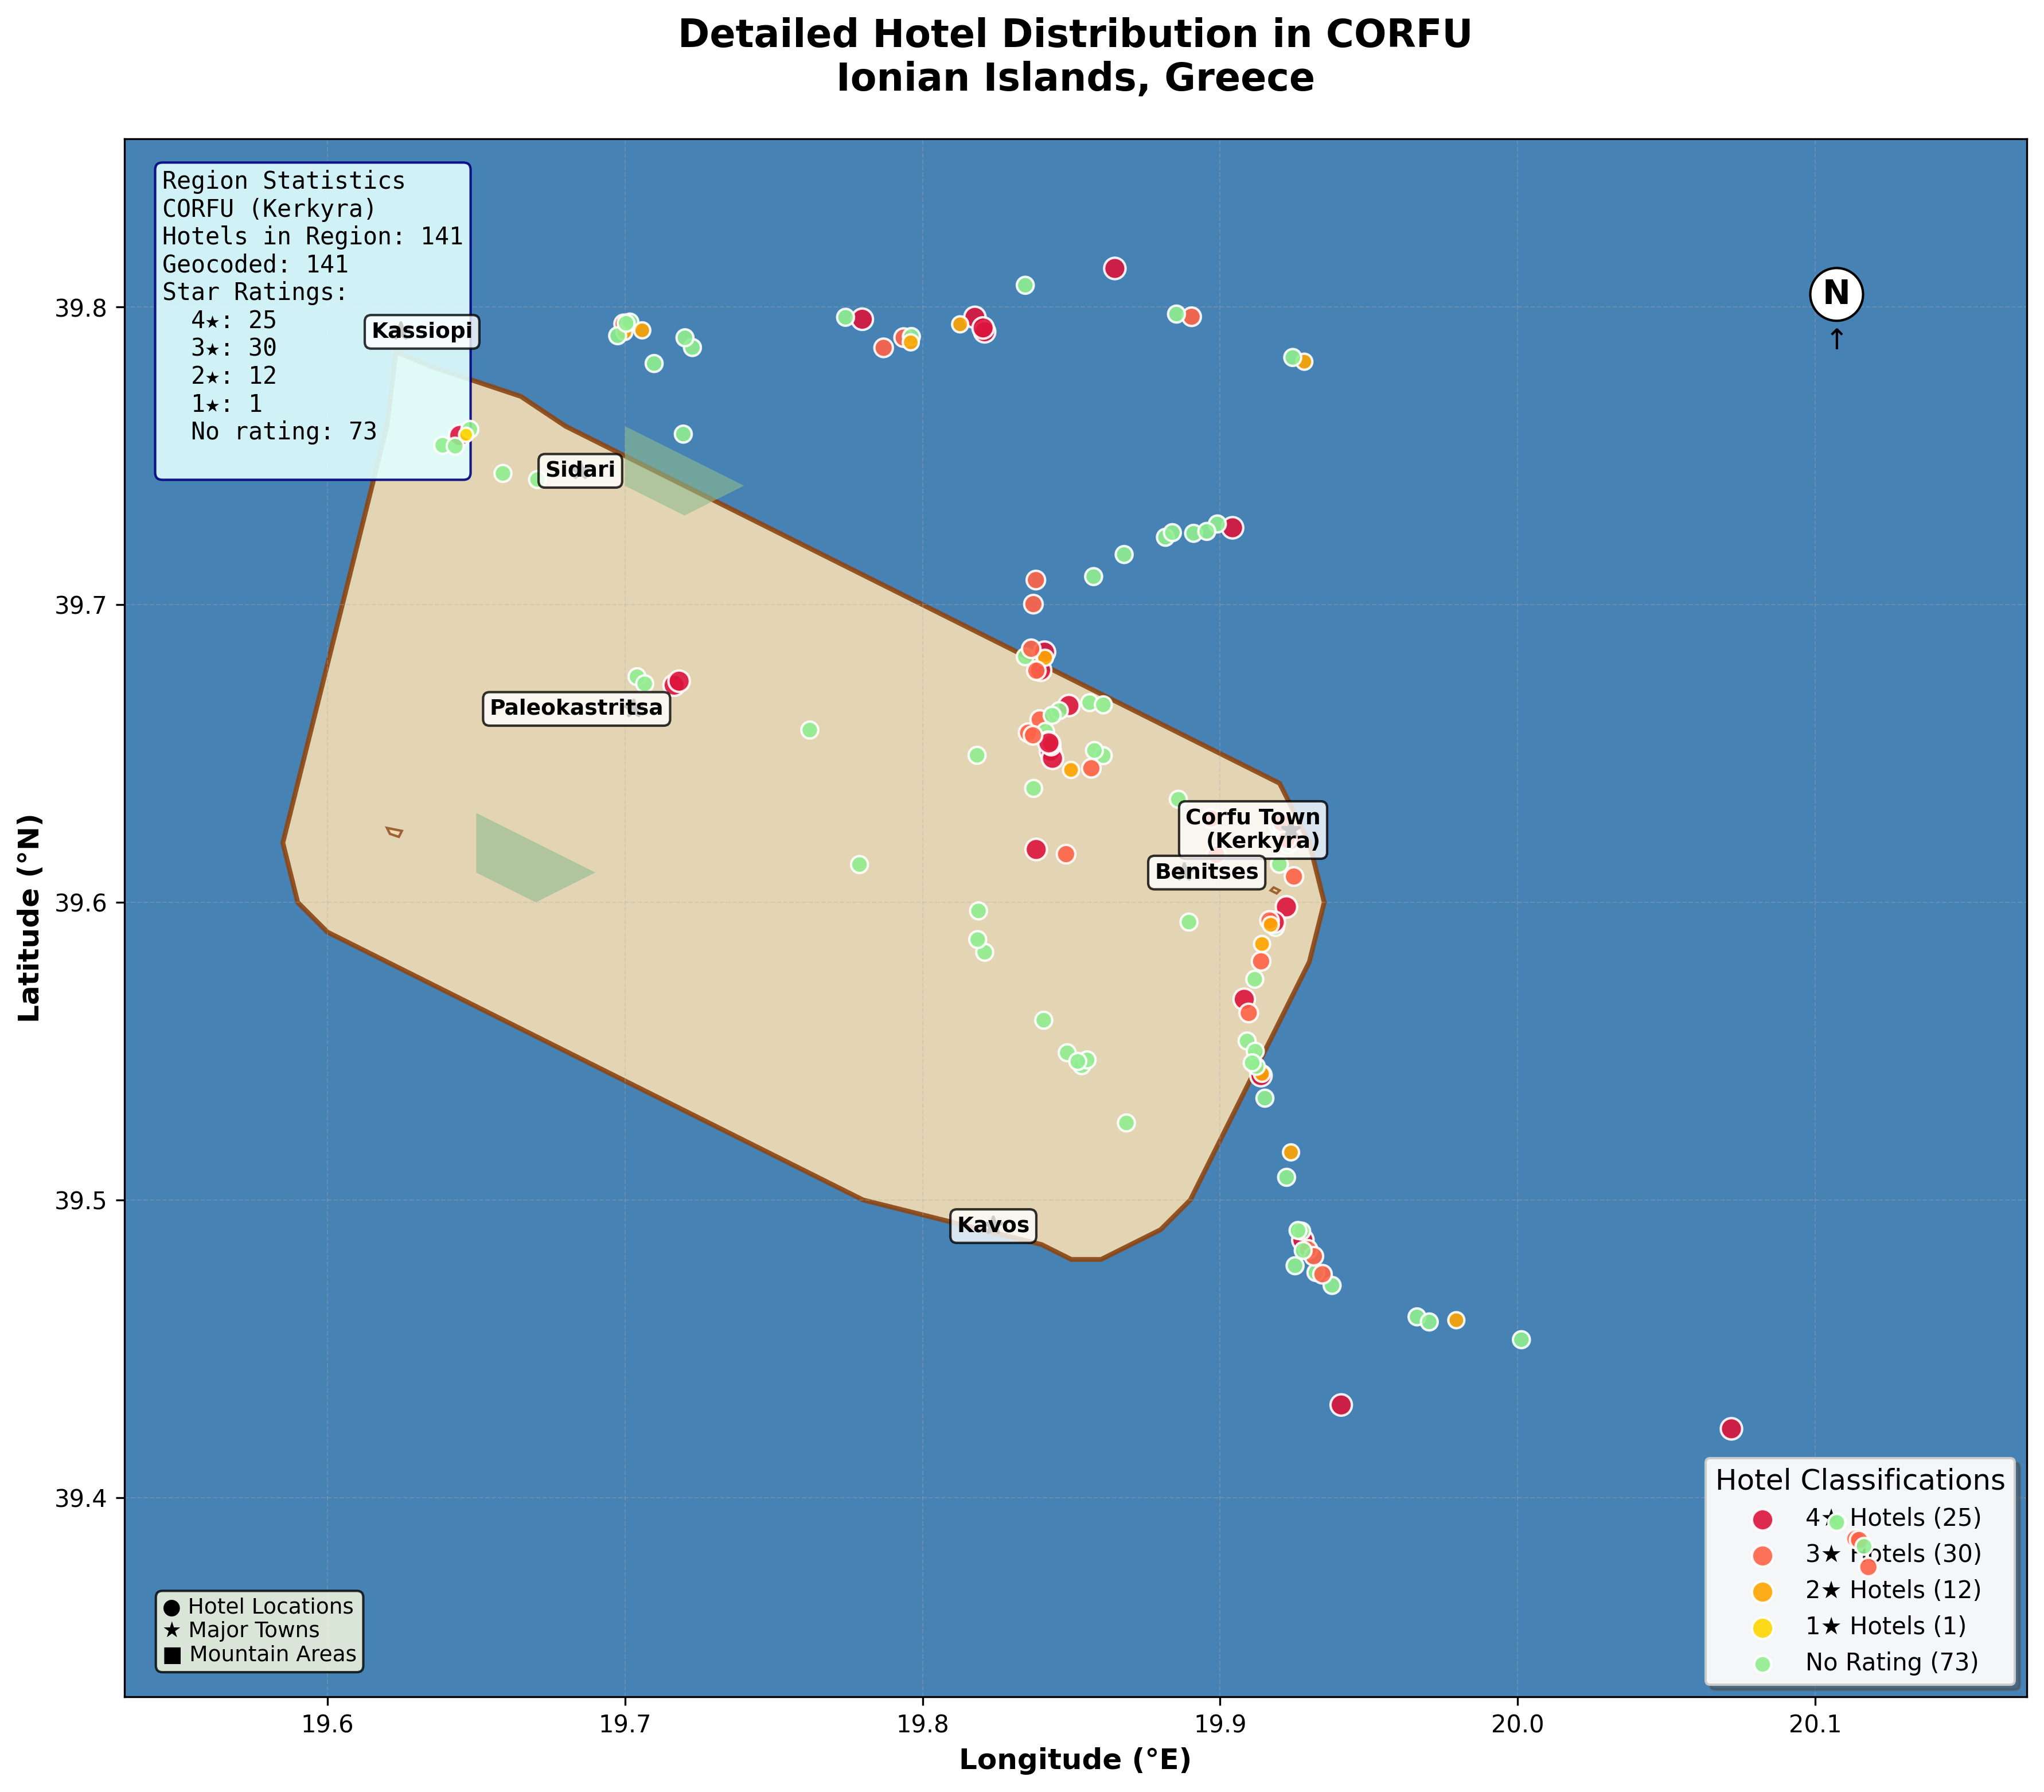 Detailed Hotel Distribution in CORFU
Ionian Islands, Greece
Region Statistics
CORFU (Kerkyra)
Hotels in Region: 141
Geocoded: 141
Star Ratings:
4★: 25
3★: 30
2★: 12
1★: 1
No rating: 73
N
↑
Kassiopi
Sidari
Paleokastritsa
Corfu Town
(Kerkyra)
Benitses
Kavos
39.8
39.7
39.6
39.5
39.4
Latitude (°N)
● Hotel Locations
★ Major Towns
■ Mountain Areas
Hotel Classifications
4★ Hotels (25)
3★ Hotels (30)
2★ Hotels (12)
1★ Hotels (1)
No Rating (73)
19.6
19.7
19.8
19.9
20.0
20.1
Longitude (°E)